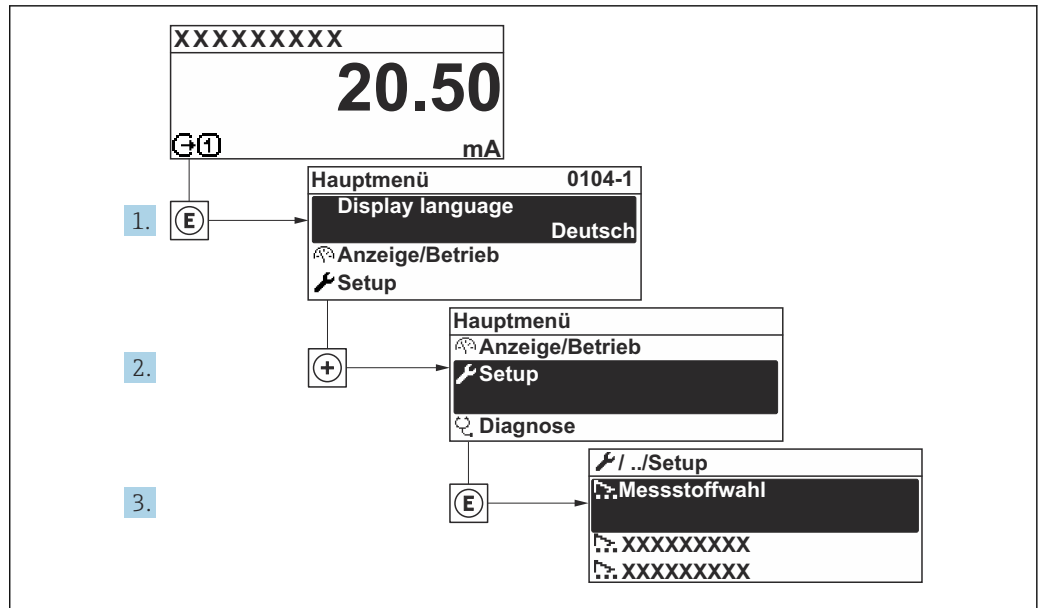 XXXXXXXXX
20.50
1
mA
1.
E
Hauptmenü 0104-1
Display language
Deutsch
Anzeige/Betrieb
Setup
2.
+
Hauptmenü
Anzeige/Betrieb
Setup
Diagnose
3.
E
/ ../Setup
Messstoffwahl
XXXXXXXXX
XXXXXXXXX